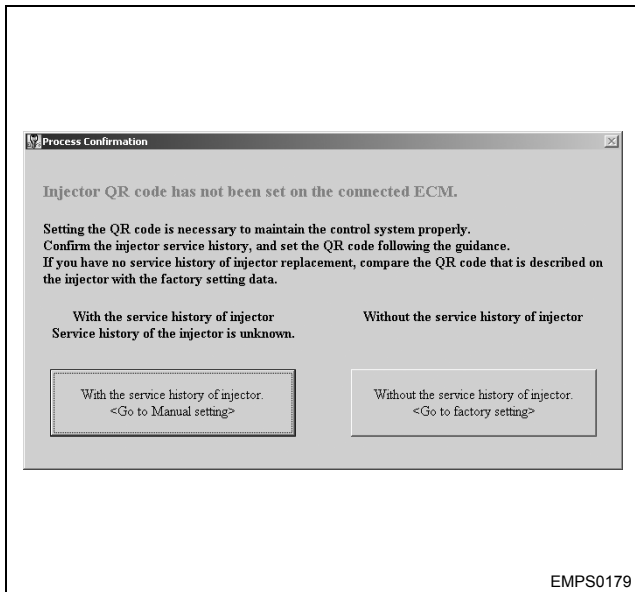 Process Confirmation
Injector QR code has not been set on the connected ECM.
Setting the QR code is necessary to maintain the control system properly.
Confirm the injector service history, and set the QR code following the guidance.
If you have no service history of injector replacement, compare the QR code that is described on
the injector with the factory setting data.
With the service history of injector
Service history of the injector is unknown.
Without the service history of injector
With the service history of injector.
<Go to Manual setting>
Without the service history of injector.
<Go to factory setting>
EMPS0179